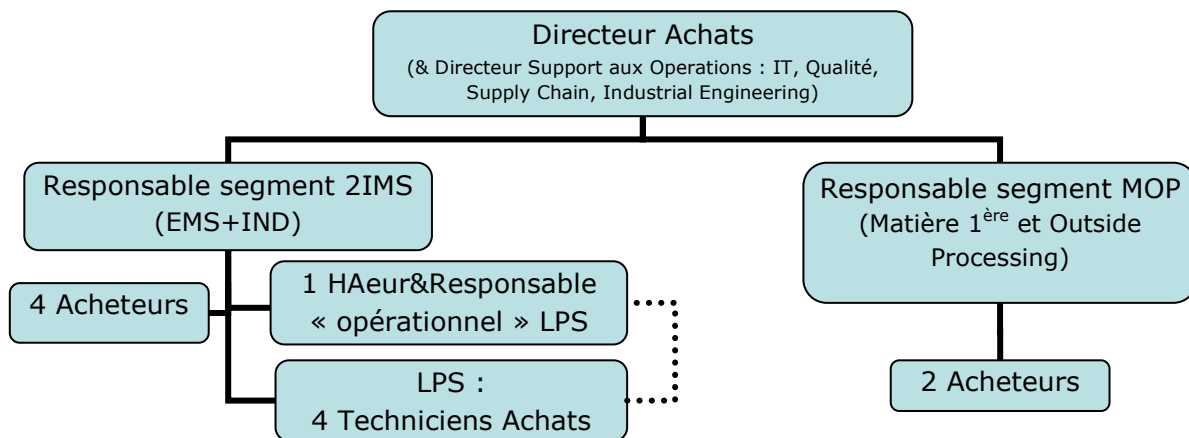 Directeur Achats
(& Directeur Support aux Operations : IT, Qualité,
Supply Chain, Industrial Engineering)
Responsable segment 2IMS
(EMS+IND)
Responsable segment MOP
(Matière 1ère et Outside
Processing)
4 Acheteurs
1 HAeur&Responsable
« opérationnel » LPS
LPS :
4 Techniciens Achats
2 Acheteurs